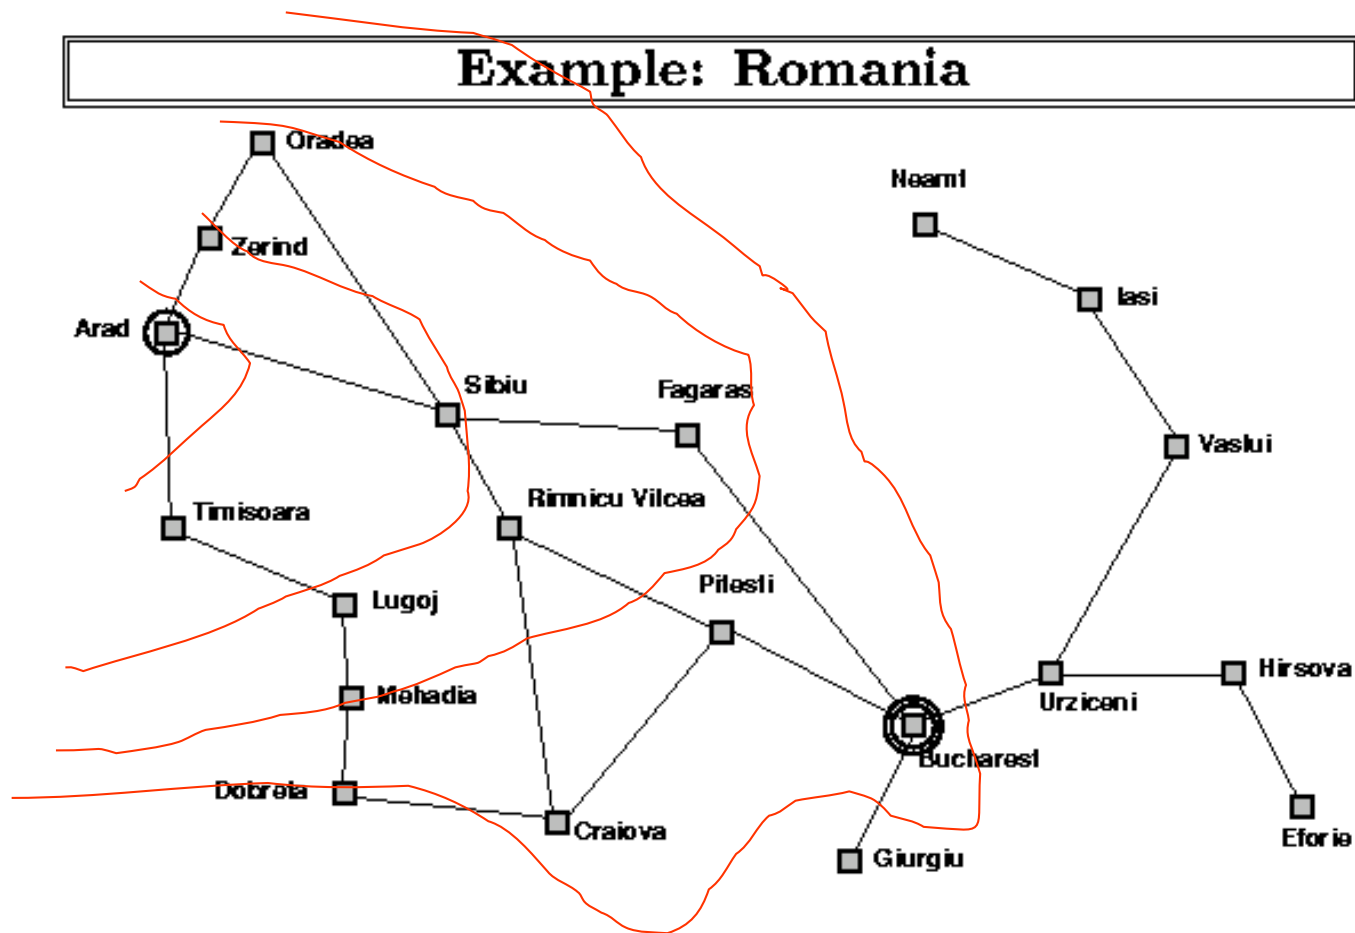 Example: Romania
Oradea
Neamt
Zerind
Iasi
Arad
Sibiu
Fagaras
Vaslui
Rimnicu Vilcea
Timisoara
Pitesti
Lugoj
Hirsova
Mehadia
Urziceni
Bucharest
Dobreta
Craiova
Eforie
Giurgiu